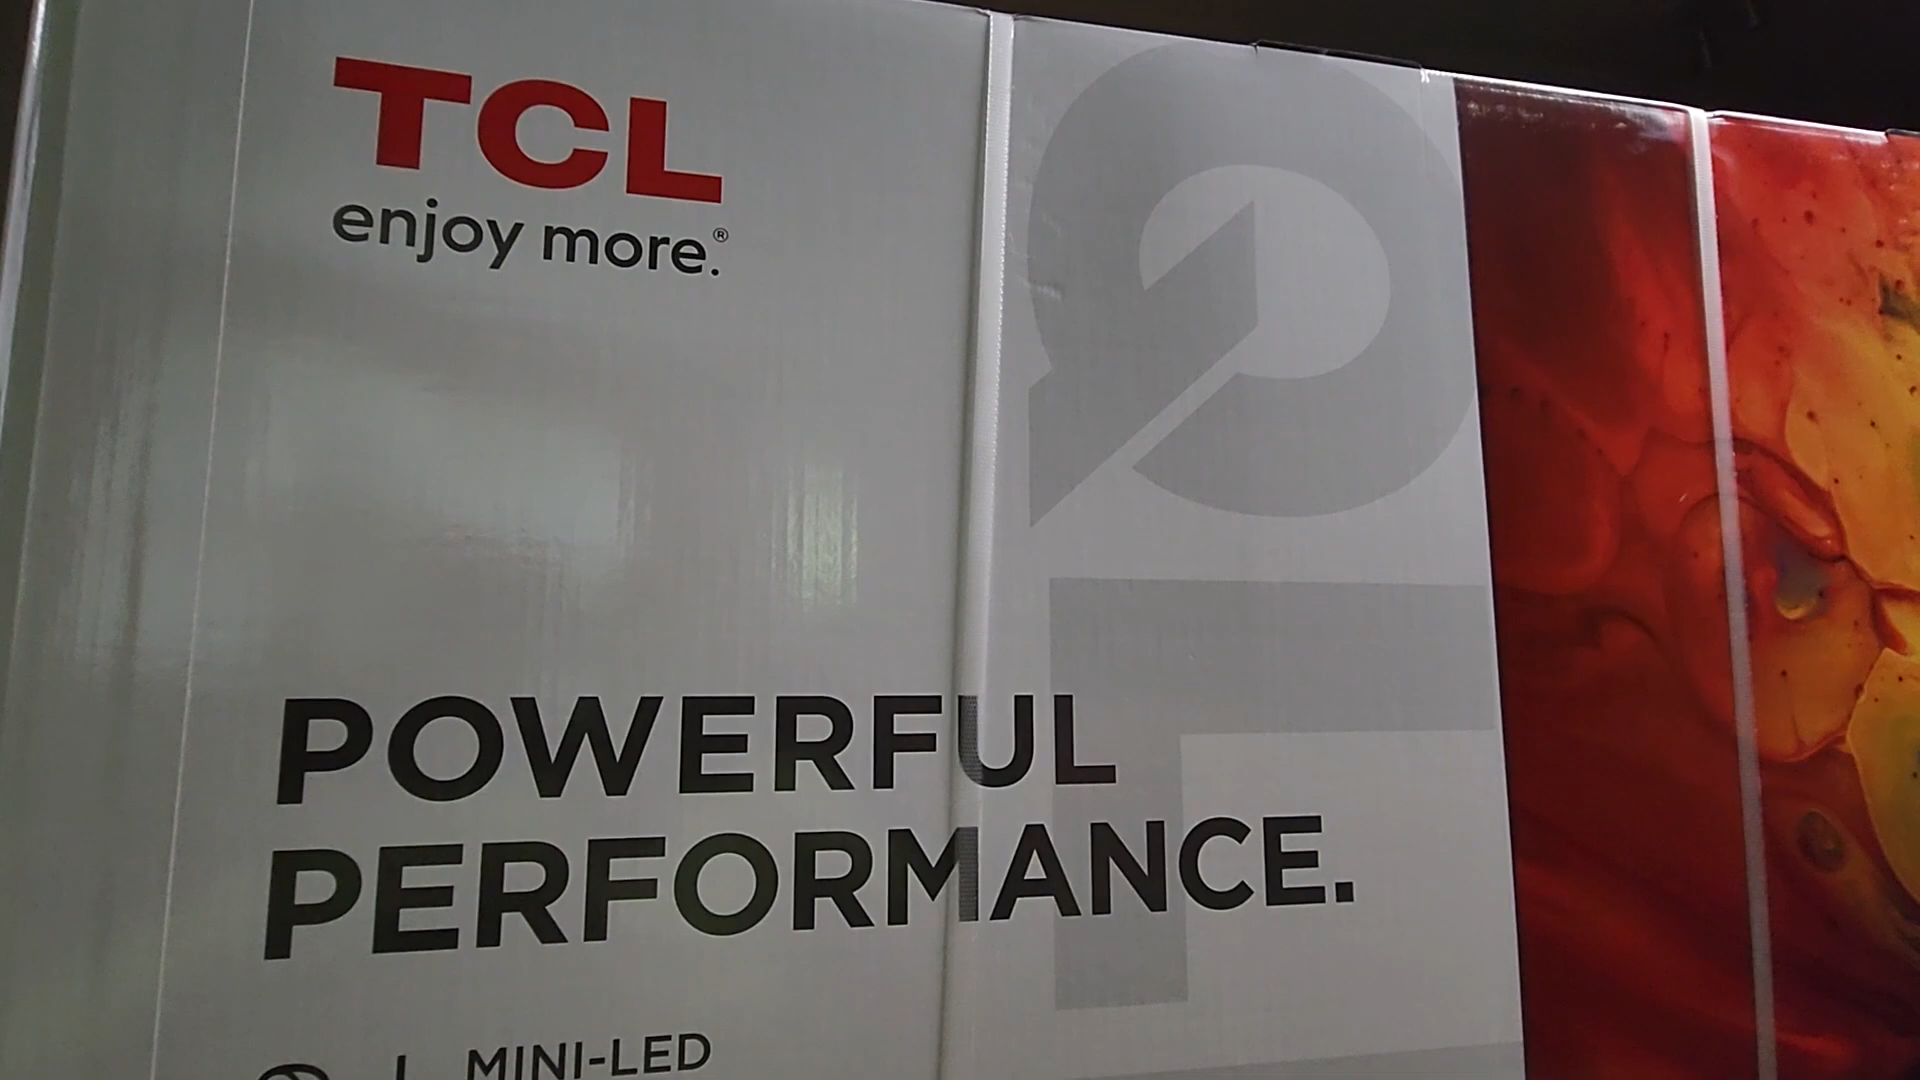 TCL
enjoy more.®
POWERFUL
PERFORMANCE.
MINI-LED